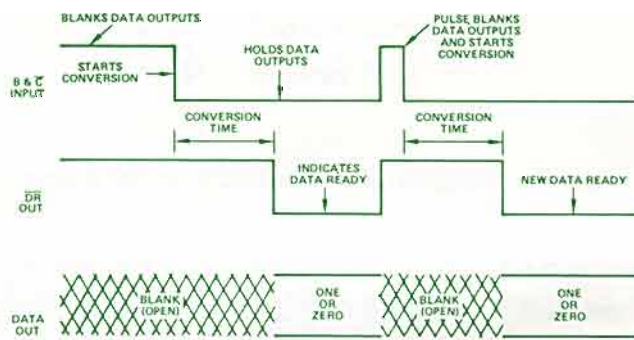 BLANKS DATA OUTPUTS
PULSE BLANKS
DATA OUTPUTS
AND STARTS
CONVERSION
STARTS
CONVERSION
HOLDS DATA
OUTPUTS
B & C̅
INPUT
CONVERSION
TIME
CONVERSION
TIME
INDICATES
DATA READY
NEW DATA READY
D̅R̅
OUT
BLANK
(OPEN)
ONE
OR
ZERO
BLANK
(OPEN)
ONE
OR
ZERO
DATA
OUT